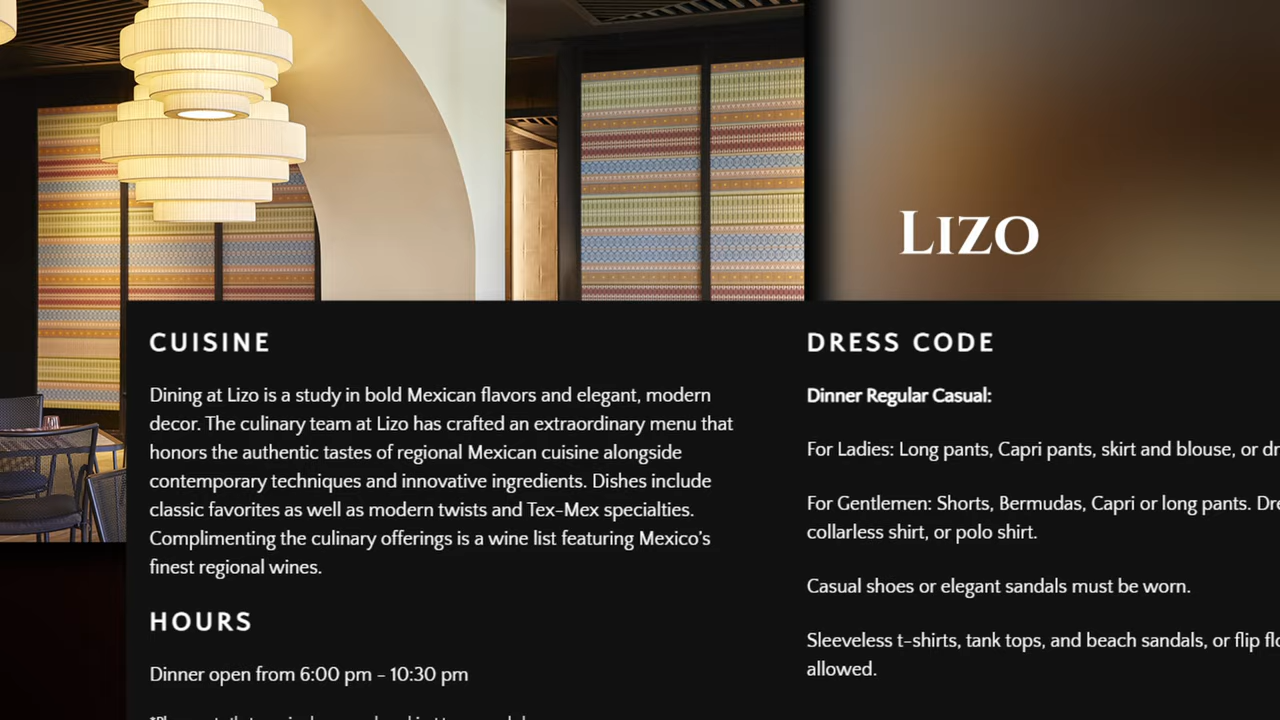 Lizo
CUISINE
Dining at Lizo is a study in bold Mexican flavors and elegant, modern
decor. The culinary team at Lizo has crafted an extraordinary menu that
honors the authentic tastes of regional Mexican cuisine alongside
contemporary techniques and innovative ingredients. Dishes include
classic favorites as well as modern twists and Tex-Mex specialties.
Complimenting the culinary offerings is a wine list featuring Mexico's
finest regional wines.
HOURS
Dinner open from 6:00 pm - 10:30 pm
DRESS CODE
Dinner Regular Casual:
For Ladies: Long pants, Capri pants, skirt and blouse, or
For Gentlemen: Shorts, Bermudas, Capri or long pants.
collarless shirt, or polo shirt.
Casual shoes or elegant sandals must be worn.
Sleeveless t-shirts, tank tops, and beach sandals, or flip
allowed.